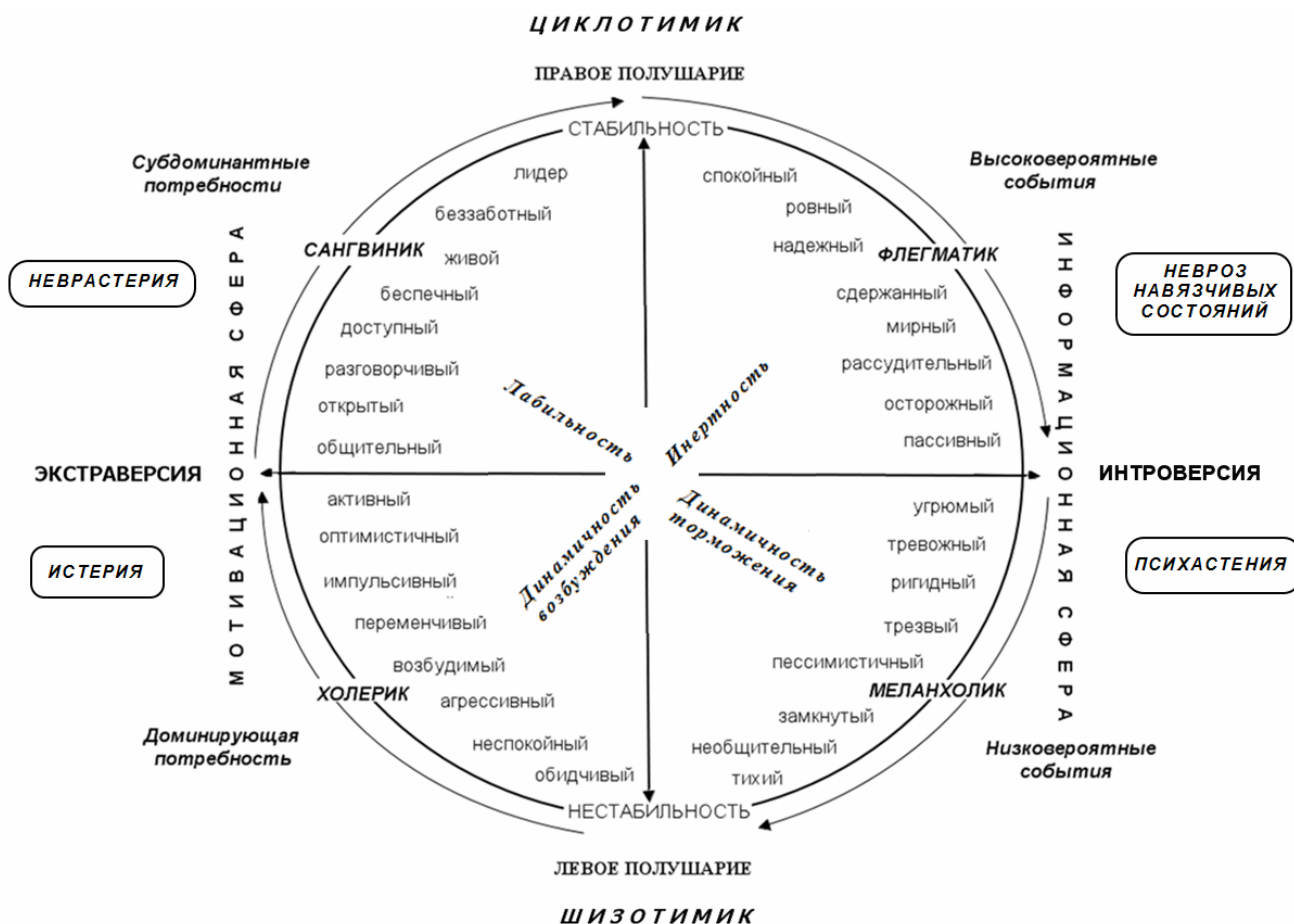 ЦИКЛОТИМИК
ПРАВОЕ ПОЛУШАРИЕ
СТАБИЛЬНОСТЬ
Субдоминантные
потребности
Высоковероятные
события
лидер
беззаботный
САНГВИНИК
живой
беспечный
доступный
разговорчивый
открытый
общительный
спокойный
ровный
надежный
ФЛЕГМАТИК
сдержанный
мирный
рассудительный
осторожный
пассивный
НЕВРАСТЕРИЯ
НЕВРОЗ
НАВЯЗЧИВЫХ
СОСТОЯНИЙ
МОТИВАЦИОННАЯ СФЕРА
ИНФОРМАЦИОННАЯ СФЕРА
Лабильность
Инертность
ЭКСТРАВЕРСИЯ
ИНТРОВЕРСИЯ
Динамичность
возбуждения
Динамичность
торможения
активный
оптимистичный
импульсивный
переменчивый
возбудимый
ХОЛЕРИК
агрессивный
неспокойный
обидчивый
угрюмый
тревожный
ригидный
трезвый
пессимистичный
МЕЛАНХОЛИК
замкнутый
необщительный
тихий
ИСТЕРИЯ
ПСИХАСТЕНИЯ
Доминирующая
потребность
Низковероятные
события
НЕСТАБИЛЬНОСТЬ
ЛЕВОЕ ПОЛУШАРИЕ
ШИЗОТИМИК